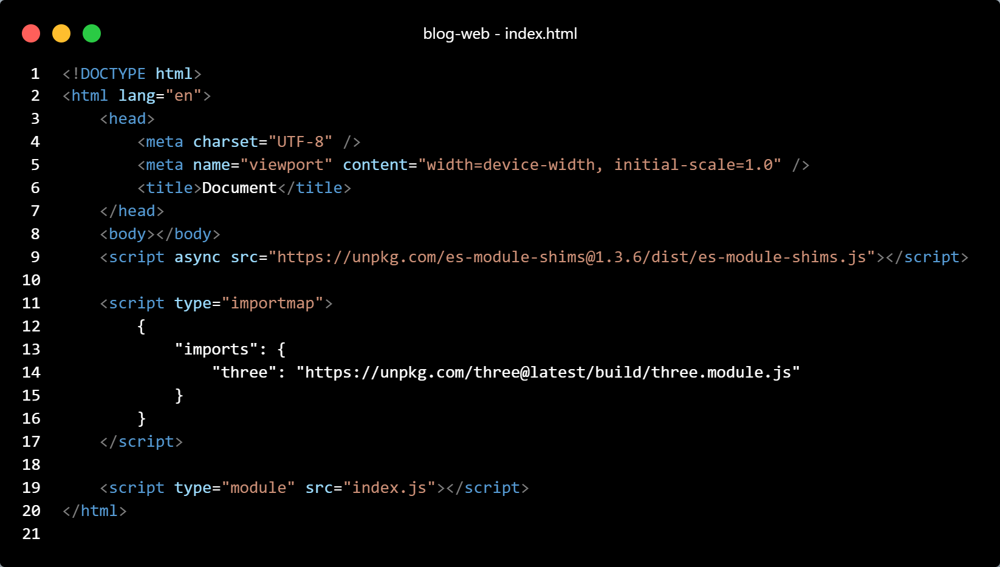 blog-web - index.html
1 <!DOCTYPE html>
2 <html lang="en">
3     <head>
4         <meta charset="UTF-8" />
5         <meta name="viewport" content="width=device-width, initial-scale=1.0" />
6         <title>Document</title>
7     </head>
8     <body></body>
9     <script async src="https://unpkg.com/es-module-shims@1.3.6/dist/es-module-shims.js"></script>
10
11     <script type="importmap">
12         {
13             "imports": {
14                 "three": "https://unpkg.com/three@latest/build/three.module.js"
15             }
16         }
17     </script>
18
19     <script type="module" src="index.js"></script>
20 </html>
21